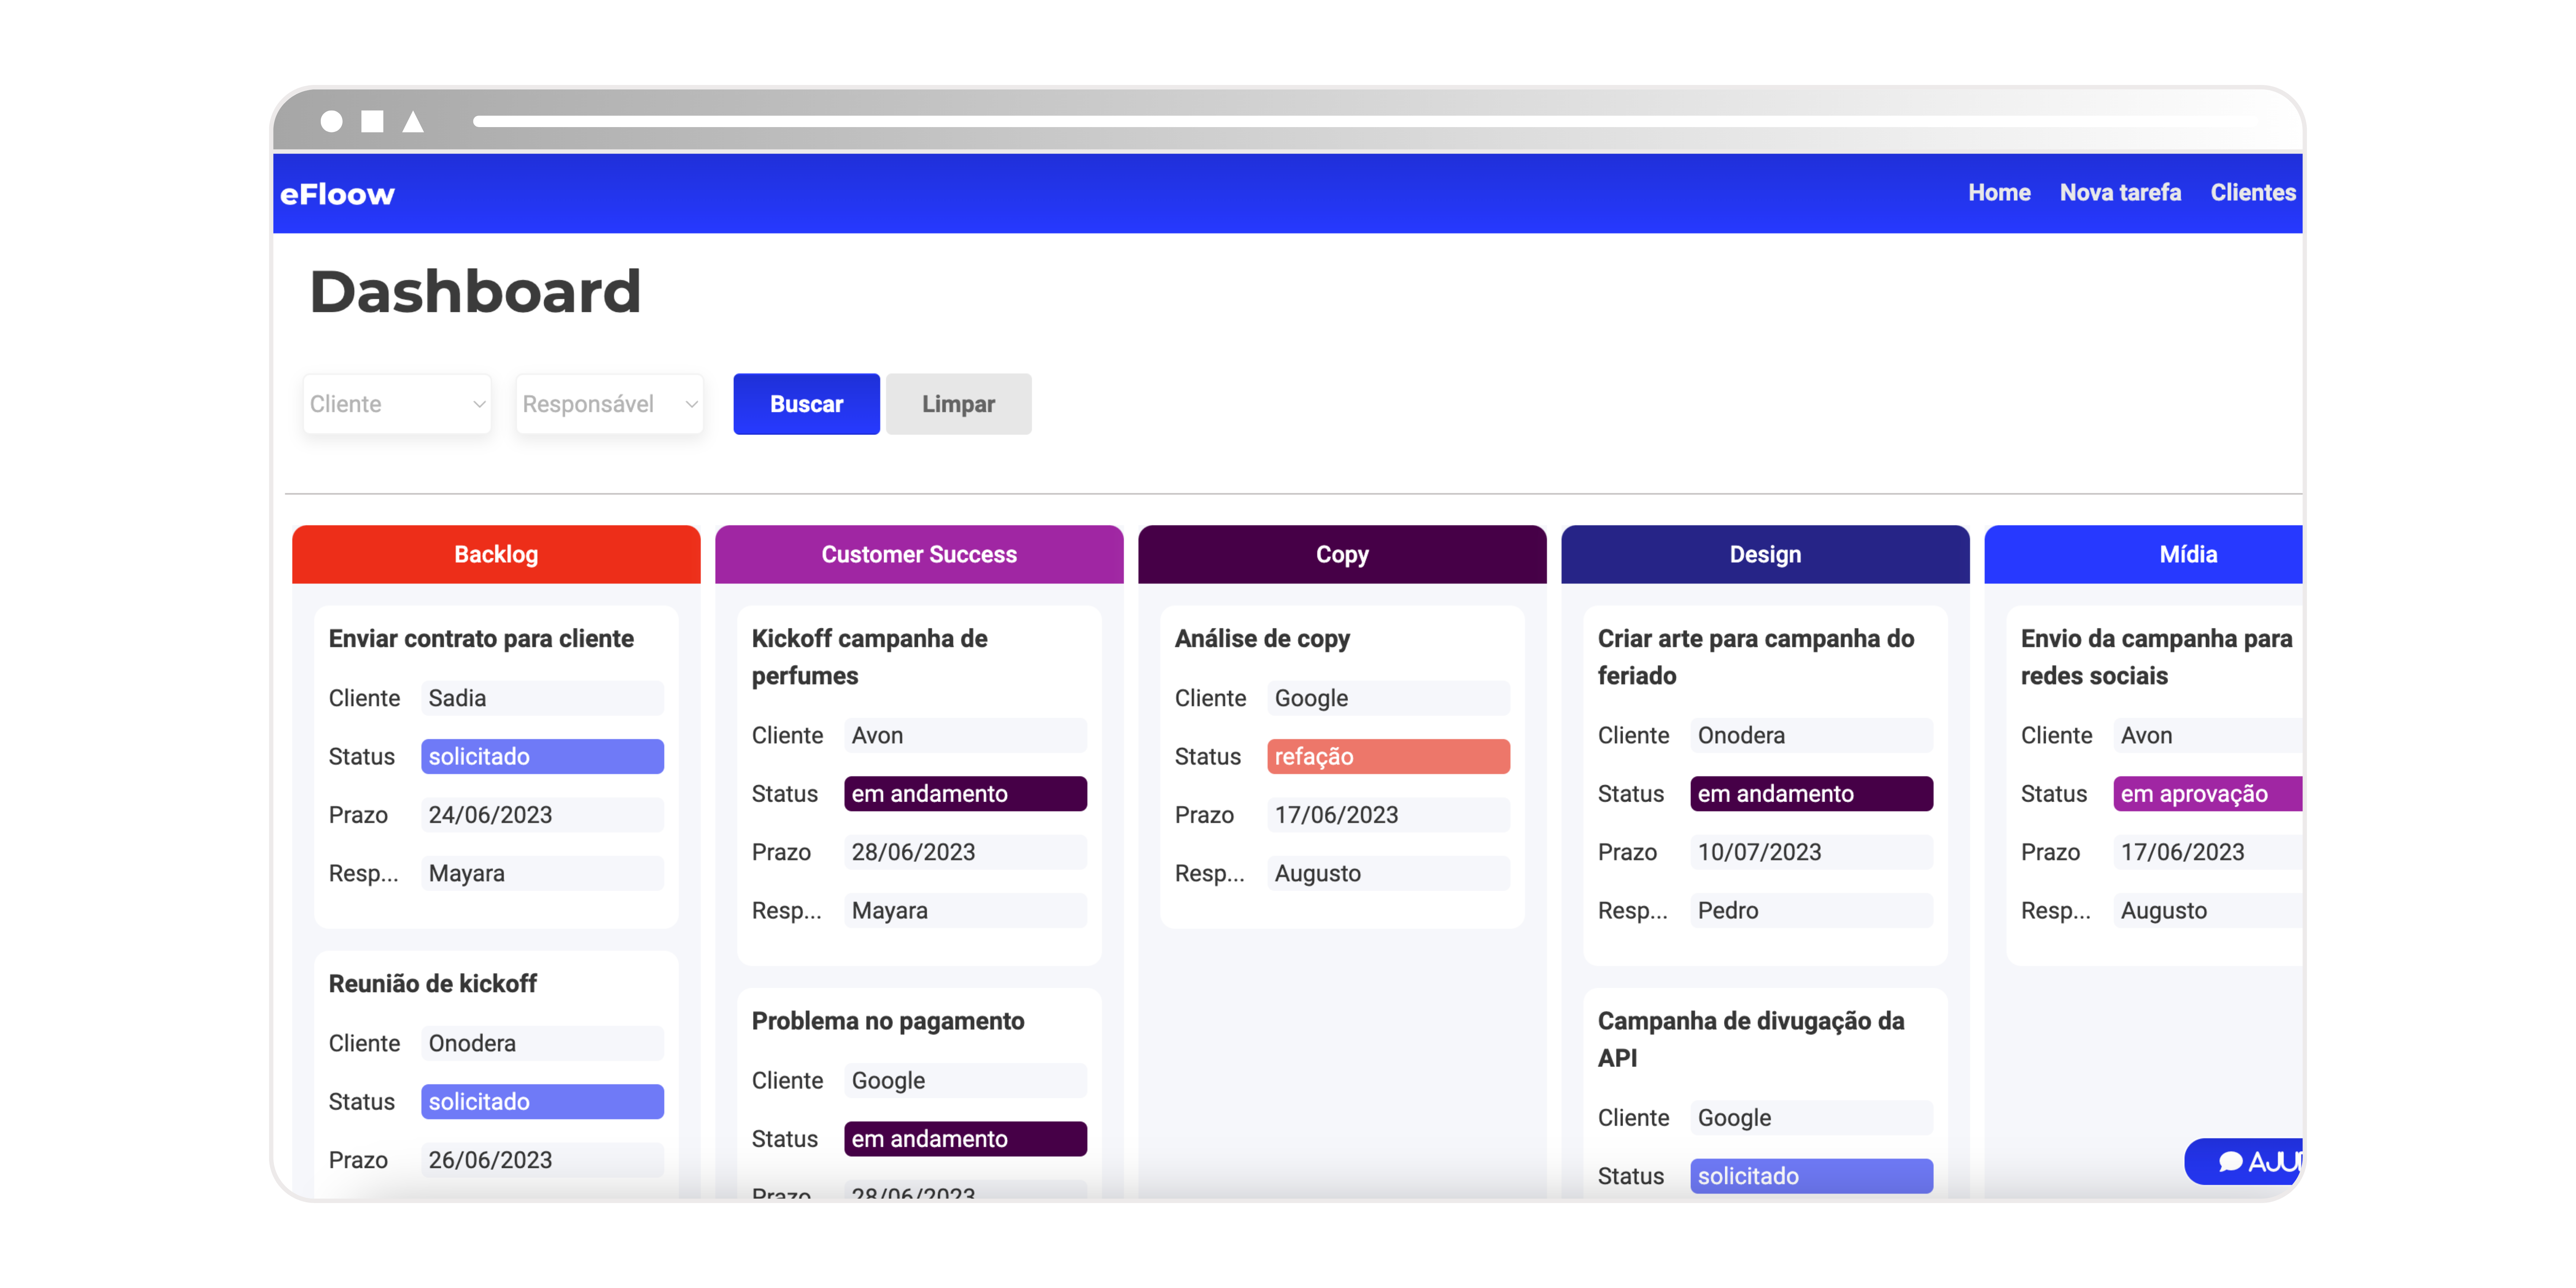 eFloow
Home Nova tarefa Clientes
Dashboard
Cliente Responsável Buscar Limpar
Backlog
Enviar contrato para cliente
Cliente Sadia
Status solicitado
Prazo 24/06/2023
Resp... Mayara
Reunião de kickoff
Cliente Onodera
Status solicitado
Prazo 26/06/2023
Customer Success
Kickoff campanha de
perfumes
Cliente Avon
Status em andamento
Prazo 28/06/2023
Resp... Mayara
Problema no pagamento
Cliente Google
Status em andamento
Prazo 28/06/2023
Copy
Análise de copy
Cliente Google
Status refação
Prazo 17/06/2023
Resp... Augusto
Design
Criar arte para campanha do
feriado
Cliente Onodera
Status em andamento
Prazo 10/07/2023
Resp... Pedro
Campanha de divugação da
API
Cliente Google
Status solicitado
Mídia
Envio da campanha para
redes sociais
Cliente Avon
Status em aprovação
Prazo 17/06/2023
Resp... Augusto